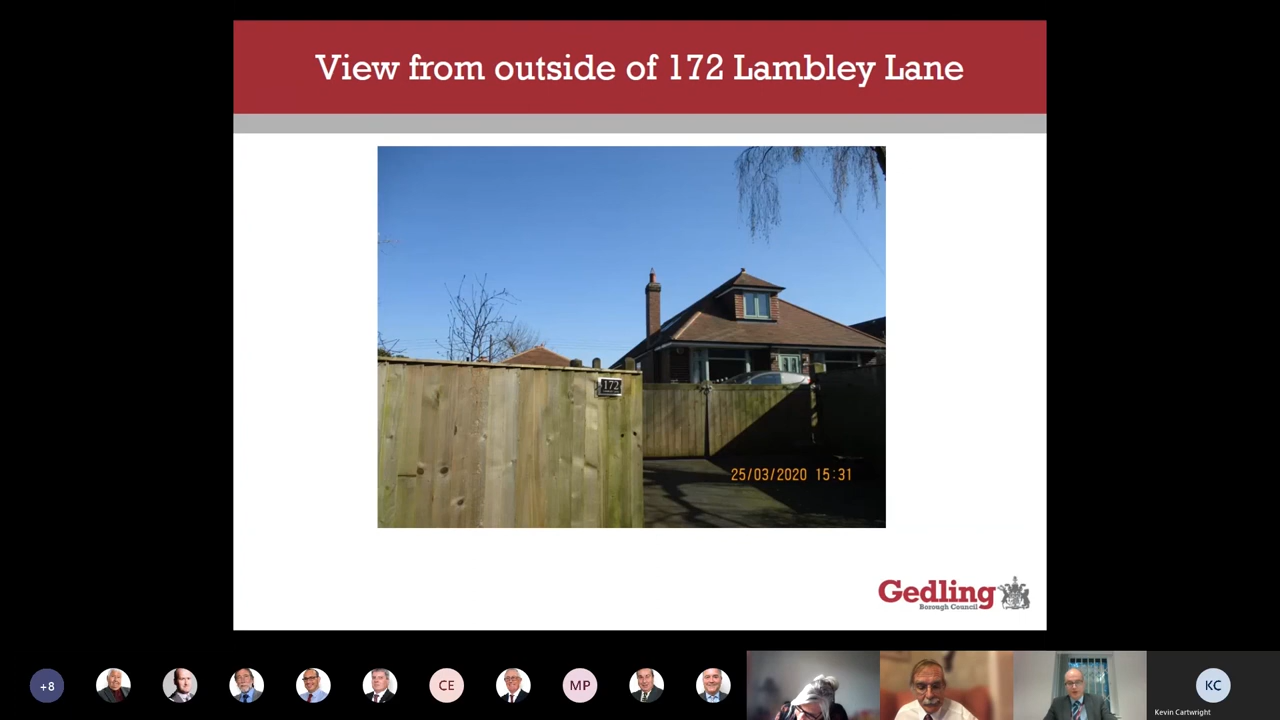 View from outside of 172 Lambley Lane
172
25/03/2020 15:31
Gedling
Borough Council
+8
CE
MP
KC
Kevin Cartwright